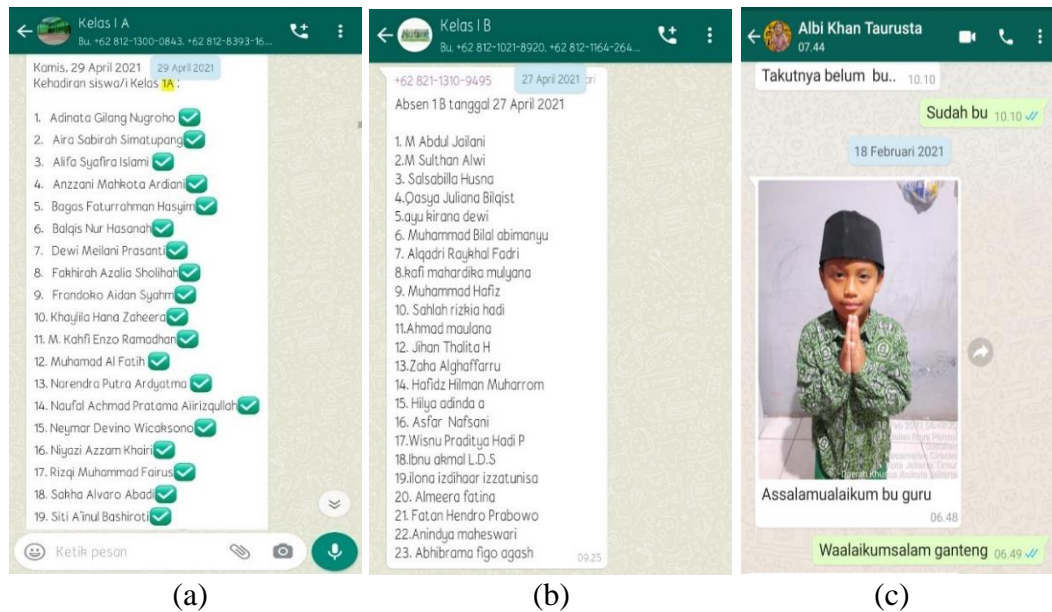 Kelas I A
Bu. +62 812-1300-0843, +62 812-8393-16...
Kamis, 29 April 2021
29 April 2021
Kehadiran siswa/i Kelas 1A :
1. Adinata Gilang Nugroho
2. Aira Sabirah Simatupang
3. Alifa Syafira Islami
4. Anzzani Mahkota Ardiani
5. Bagas Faturrahman Hasyim
6. Balqis Nur Hasanah
7. Dewi Meilani Prasanti
8. Fakhirah Azalia Sholihah
9. Frandoko Aidan Syahm
10. Khaylila Hana Zaheera
11. M. Kahfi Enzo Ramadhan
12. Muhamad Al Fatih
13. Narendra Putra Ardyatma
14. Naufal Achmad Pratama Aiirizqullah
15. Neymar Devino Wicaksono
16. Niyazi Azzam Khairi
17. Rizqi Muhammad Fairus
18. Sakha Alvaro Abadi
19. Siti A'inul Bashiroti
Ketik pesan
(a)
Kelas I B
Bu. +62 812-1021-8920, +62 812-1164-264...
+62 821-1310-9495
27 April 2021
Absen 1B tanggal 27 April 2021
1. M Abdul Jailani
2.M Sulthan Alwi
3. Salsabilla Husna
4.Qasya Juliana Bilqist
5.ayu kirana dewi
6. Muhammad Bilal abimanyu
7. Alqadri Raykhal Fadri
8.kafi mahardika mulyana
9. Muhammad Hafiz
10. Sahlah rizkia hadi
11.Ahmad maulana
12. Jihan Thalita H
13.Zaha Alghaffarru
14. Hafidz Hilman Muharrom
15. Hilya adinda a
16. Asfar Nafsani
17.Wisnu Praditya Hadi P
18.Ibnu akmal L.D.S
19.ilona izdihaar izzatunisa
20. Almeera fatina
21. Fatan Hendro Prabowo
22.Anindya maheswari
23. Abhibrama figo agash
09.25
(b)
Albi Khan Taurusta
07.44
Takutnya belum bu.. 10.10
Sudah bu 10.10
18 Februari 2021
Assalamualaikum bu guru
06.48
Waalaikumsalam ganteng 06.49
(c)